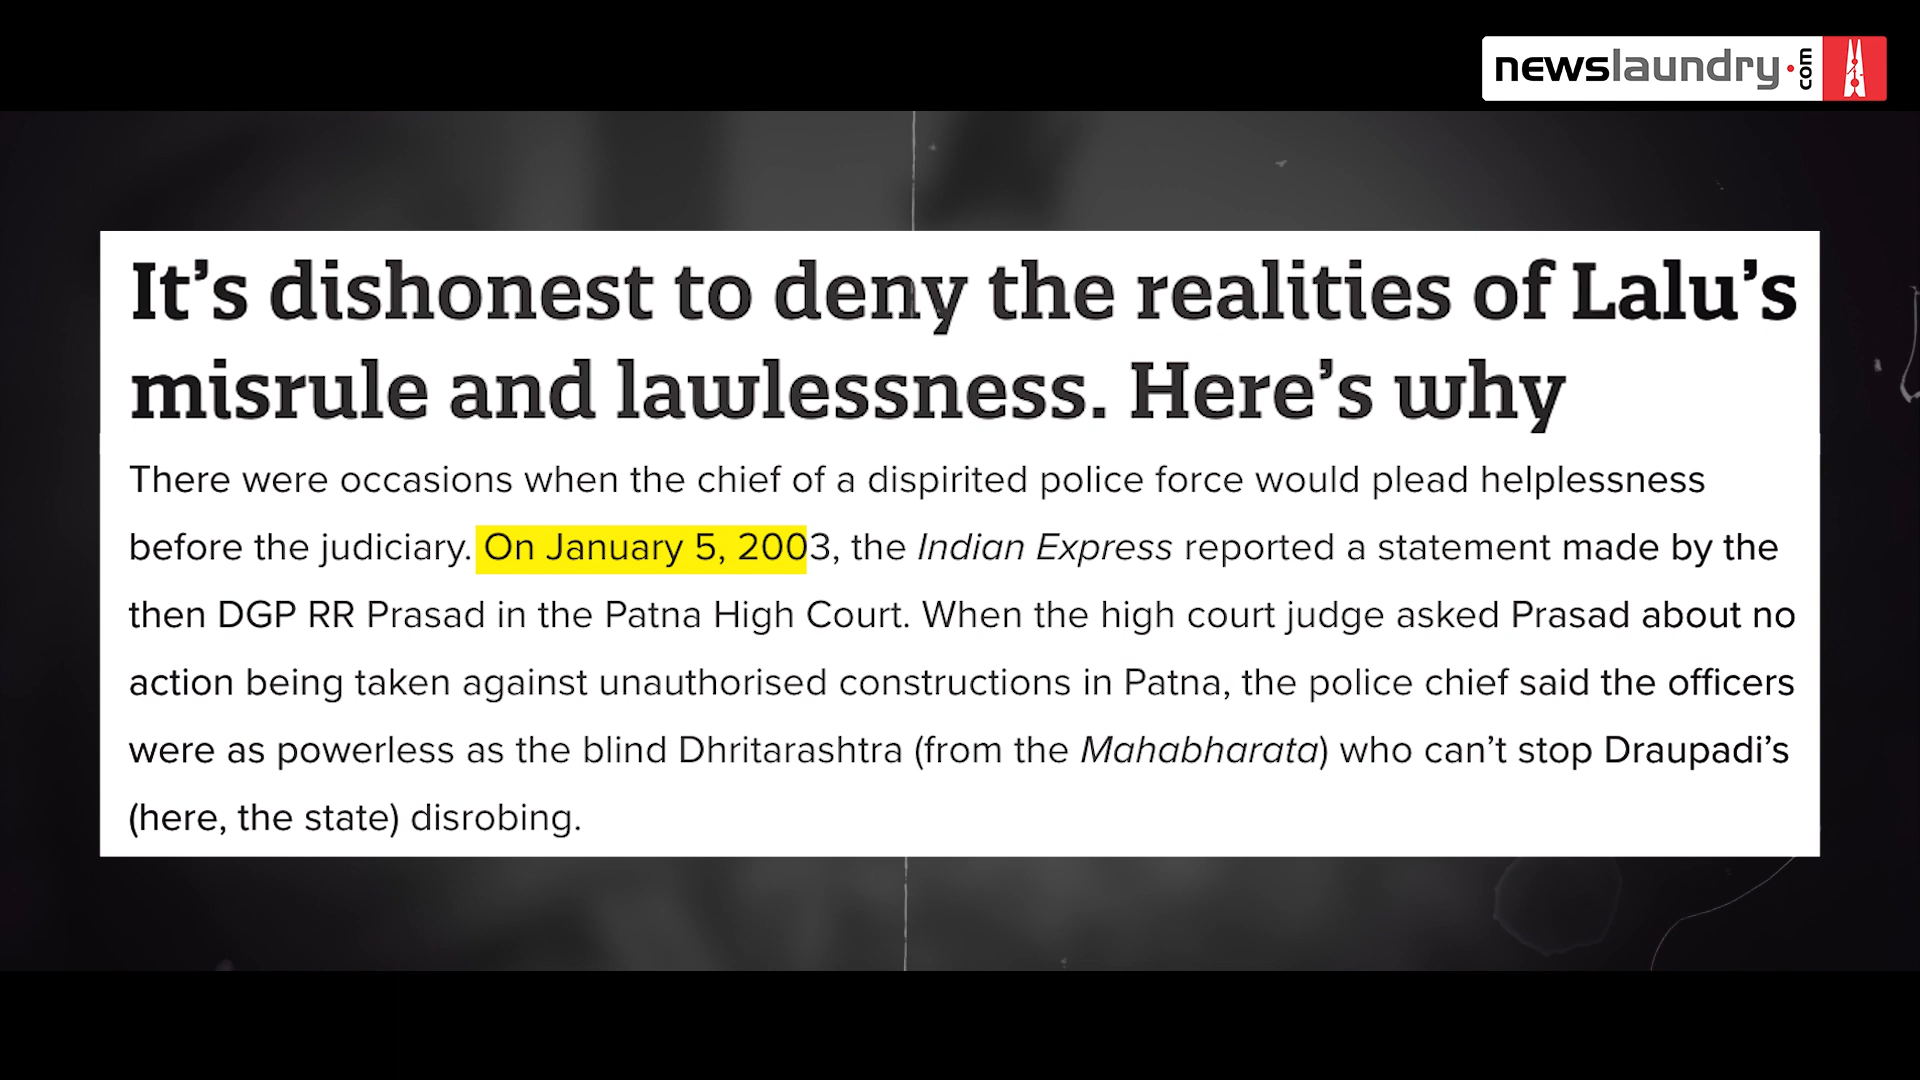 newslaundry.com
It’s dishonest to deny the realities of Lalu’s
misrule and lawlessness. Here’s why
There were occasions when the chief of a dispirited police force would plead helplessness
before the judiciary. On January 5, 2003, the Indian Express reported a statement made by the
then DGP RR Prasad in the Patna High Court. When the high court judge asked Prasad about no
action being taken against unauthorised constructions in Patna, the police chief said the officers
were as powerless as the blind Dhritarashtra (from the Mahabharata) who can’t stop Draupadi’s
(here, the state) disrobing.